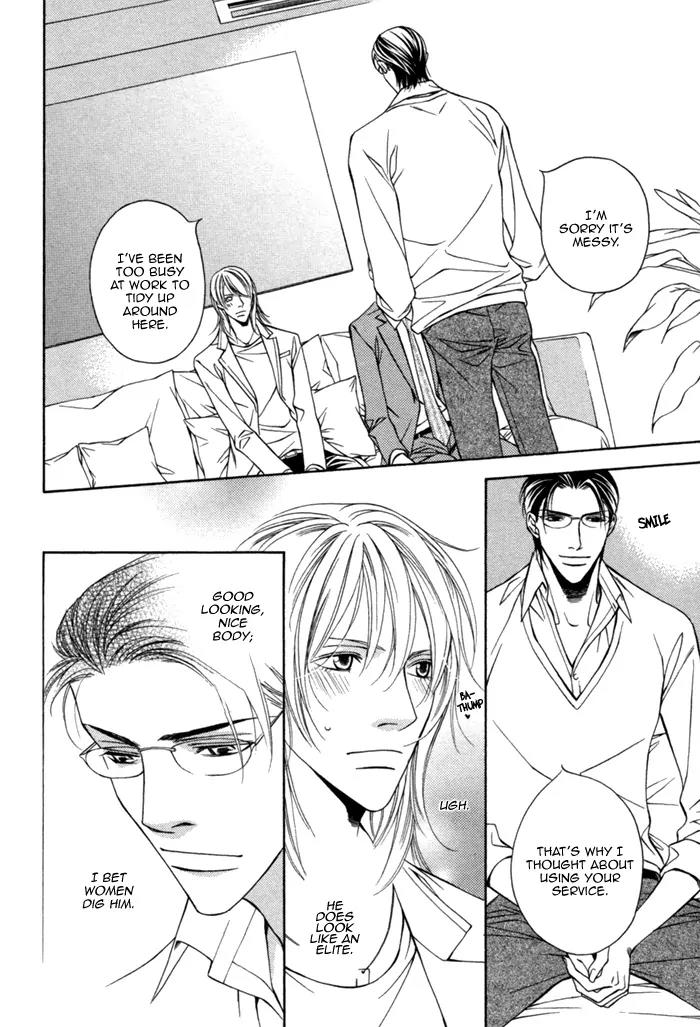 I'M
SORRY IT'S
MESSY.
I'VE BEEN
TOO BUSY
AT WORK TO
TIDY UP
AROUND
HERE.
SMILE
THAT'S WHY I
THOUGHT ABOUT
USING YOUR
SERVICE.
BA-
THUMP
UGH.
HE
DOES
LOOK
LIKE AN
ELITE.
GOOD
LOOKING,
NICE
BODY;
I BET
WOMEN
DIG HIM.